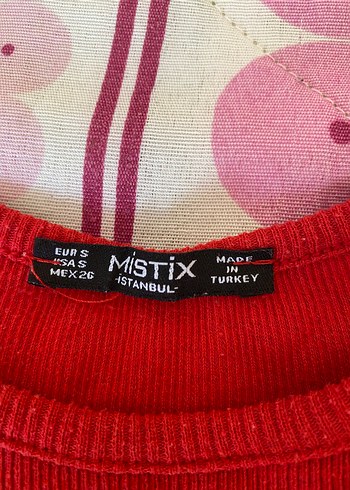 EUR S
USA S
MEX 26
MiSTiX
-ISTANBUL-
MADE
IN
TURKEY